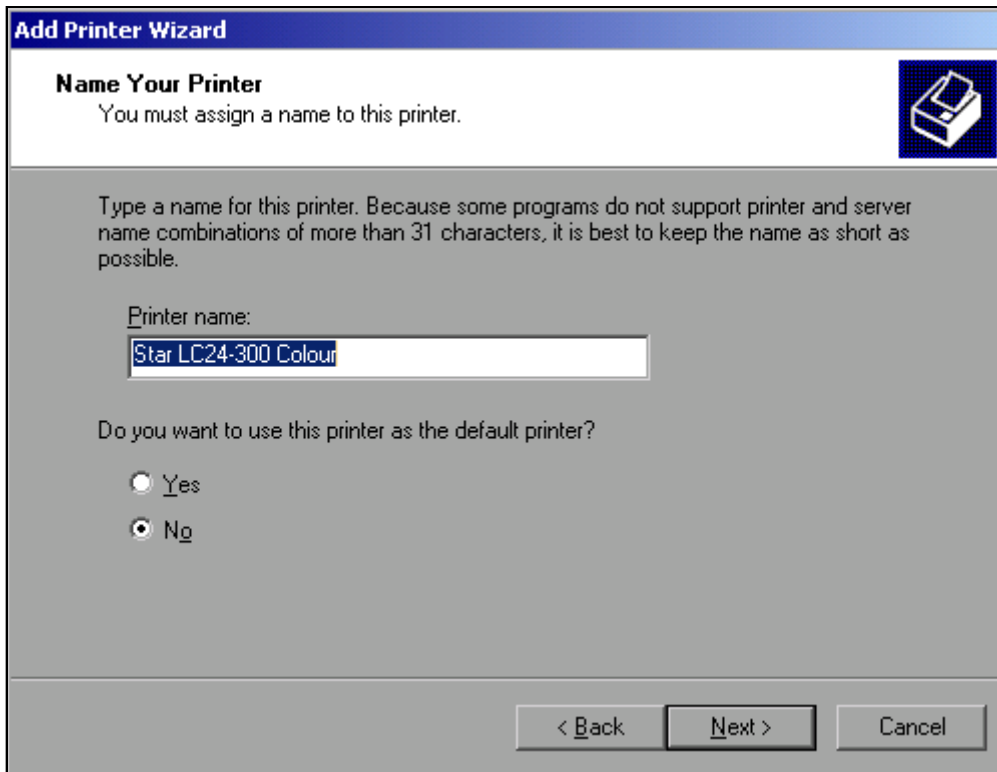 Add Printer Wizard
Name Your Printer
You must assign a name to this printer.
Type a name for this printer. Because some programs do not support printer and server
name combinations of more than 31 characters, it is best to keep the name as short as
possible.
Printer name:
Star LC24-300 Colour
Do you want to use this printer as the default printer?
Yes
No
< Back Next > Cancel